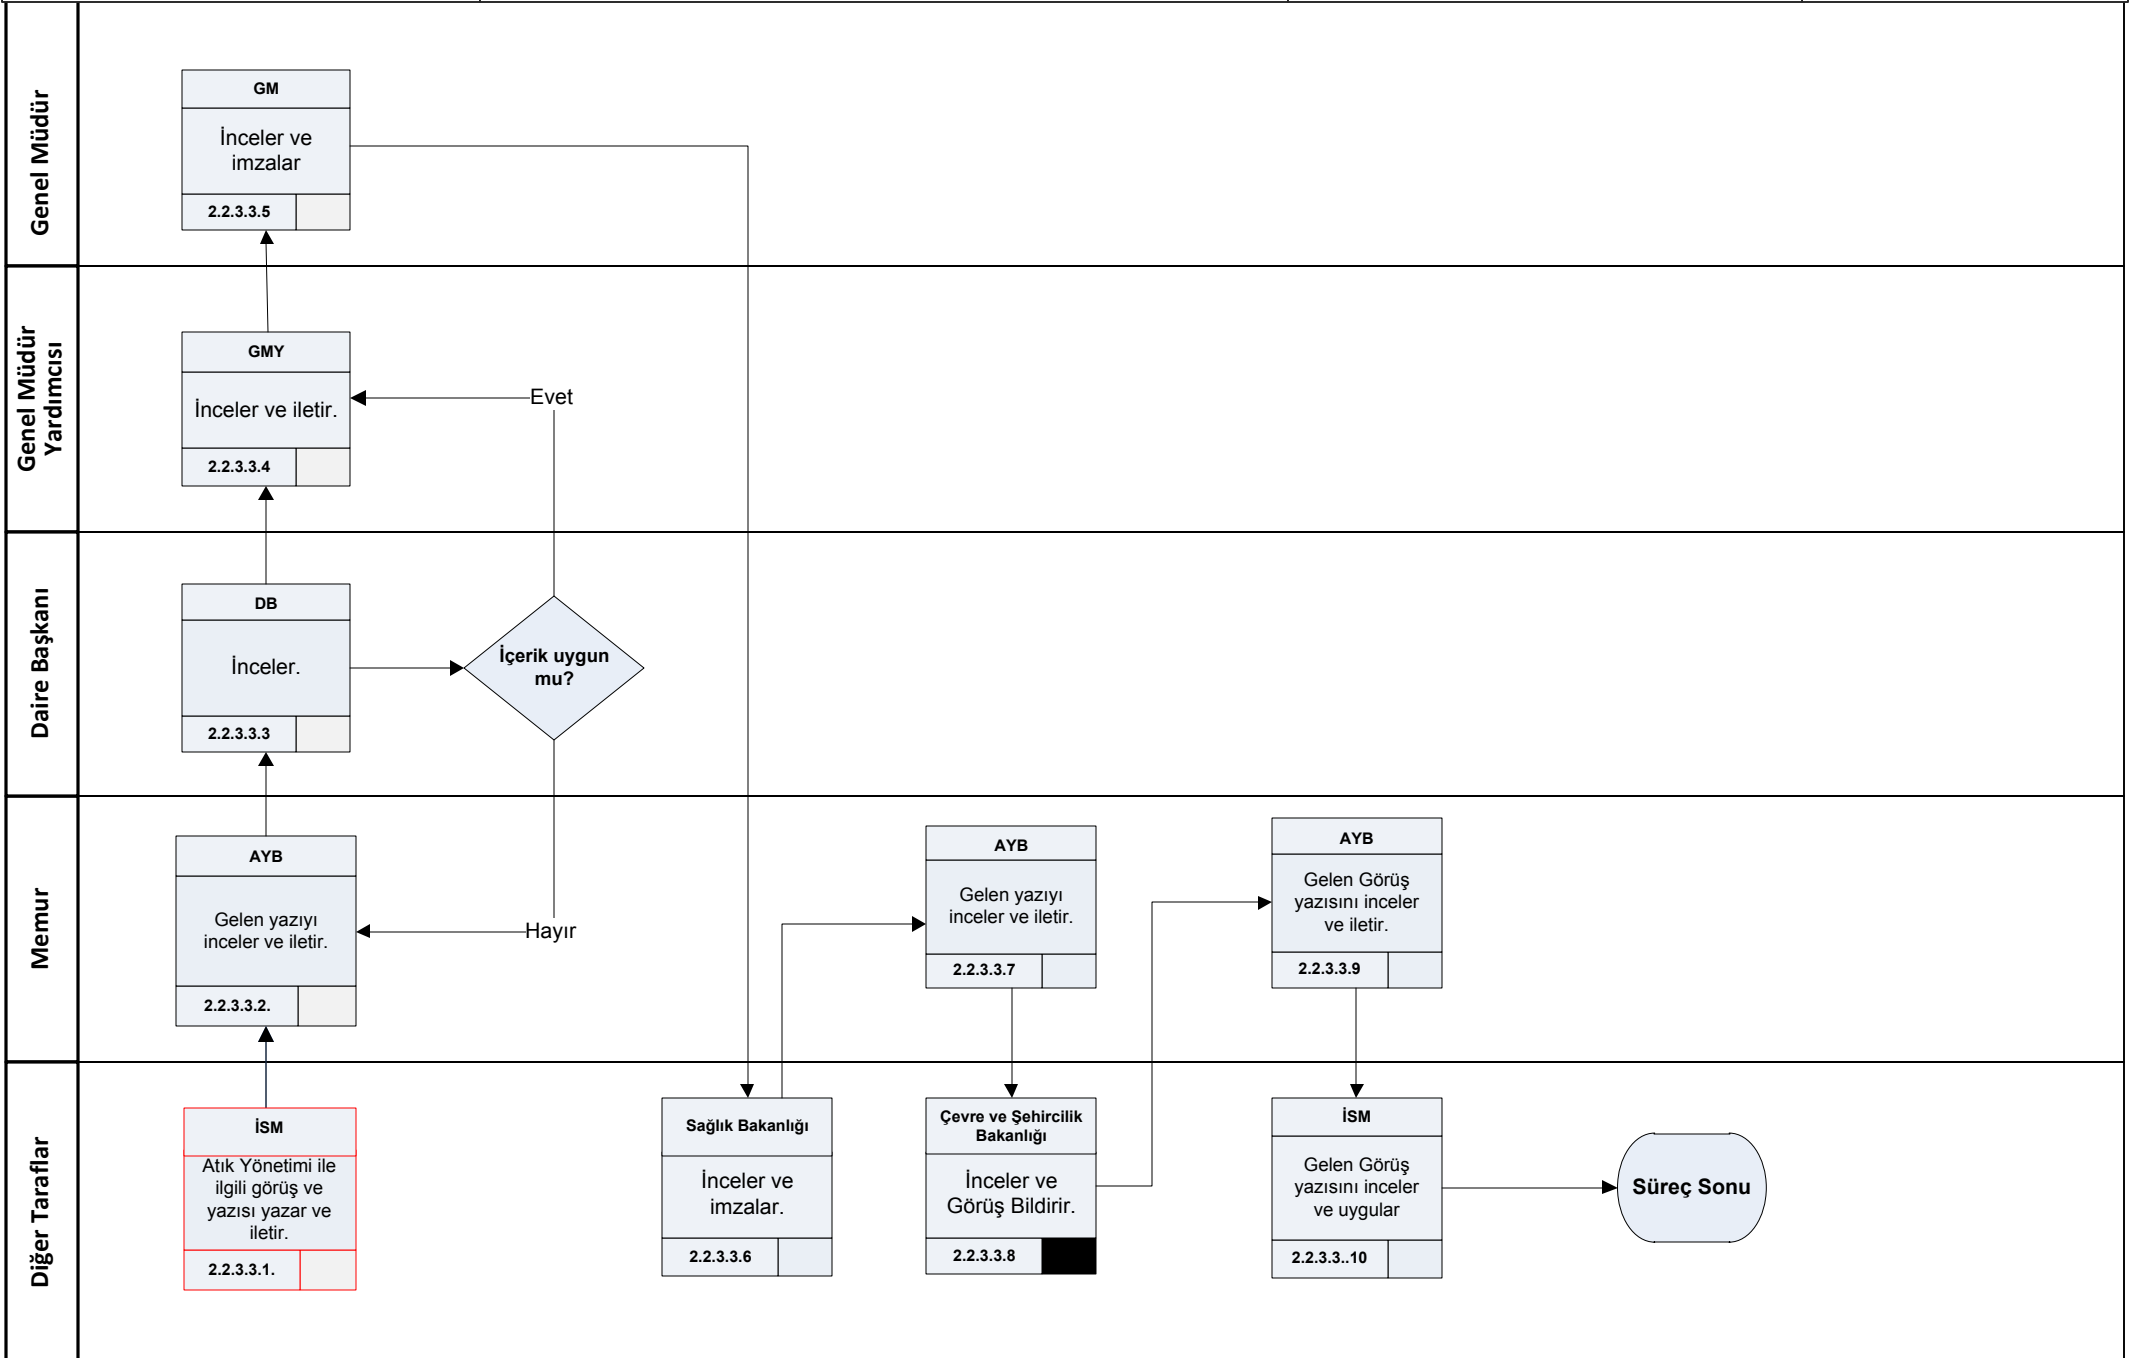 Genel Müdür
GM
İnceler ve
imzalar
2.2.3.3.5
Genel Müdür
Yardımcısı
GMY
İnceler ve iletir.
2.2.3.3.4
Evet
Daire Başkanı
DB
İnceler.
2.2.3.3.3
İçerik uygun
mu?
Memur
AYB
Gelen yazıyı
inceler ve iletir.
2.2.3.3.2.
Hayır
AYB
Gelen yazıyı
inceler ve iletir.
2.2.3.3.7
AYB
Gelen Görüş
yazısını inceler
ve iletir.
2.2.3.3.9
Diğer Taraflar
İSM
Atık Yönetimi ile
ilgili görüş ve
yazısı yazar ve
iletir.
2.2.3.3.1.
Sağlık Bakanlığı
İnceler ve
imzalar.
2.2.3.3.6
Çevre ve Şehircilik
Bakanlığı
İnceler ve
Görüş Bildirir.
2.2.3.3.8
İSM
Gelen Görüş
yazısını inceler
ve uygular
2.2.3.3..10
Süreç Sonu